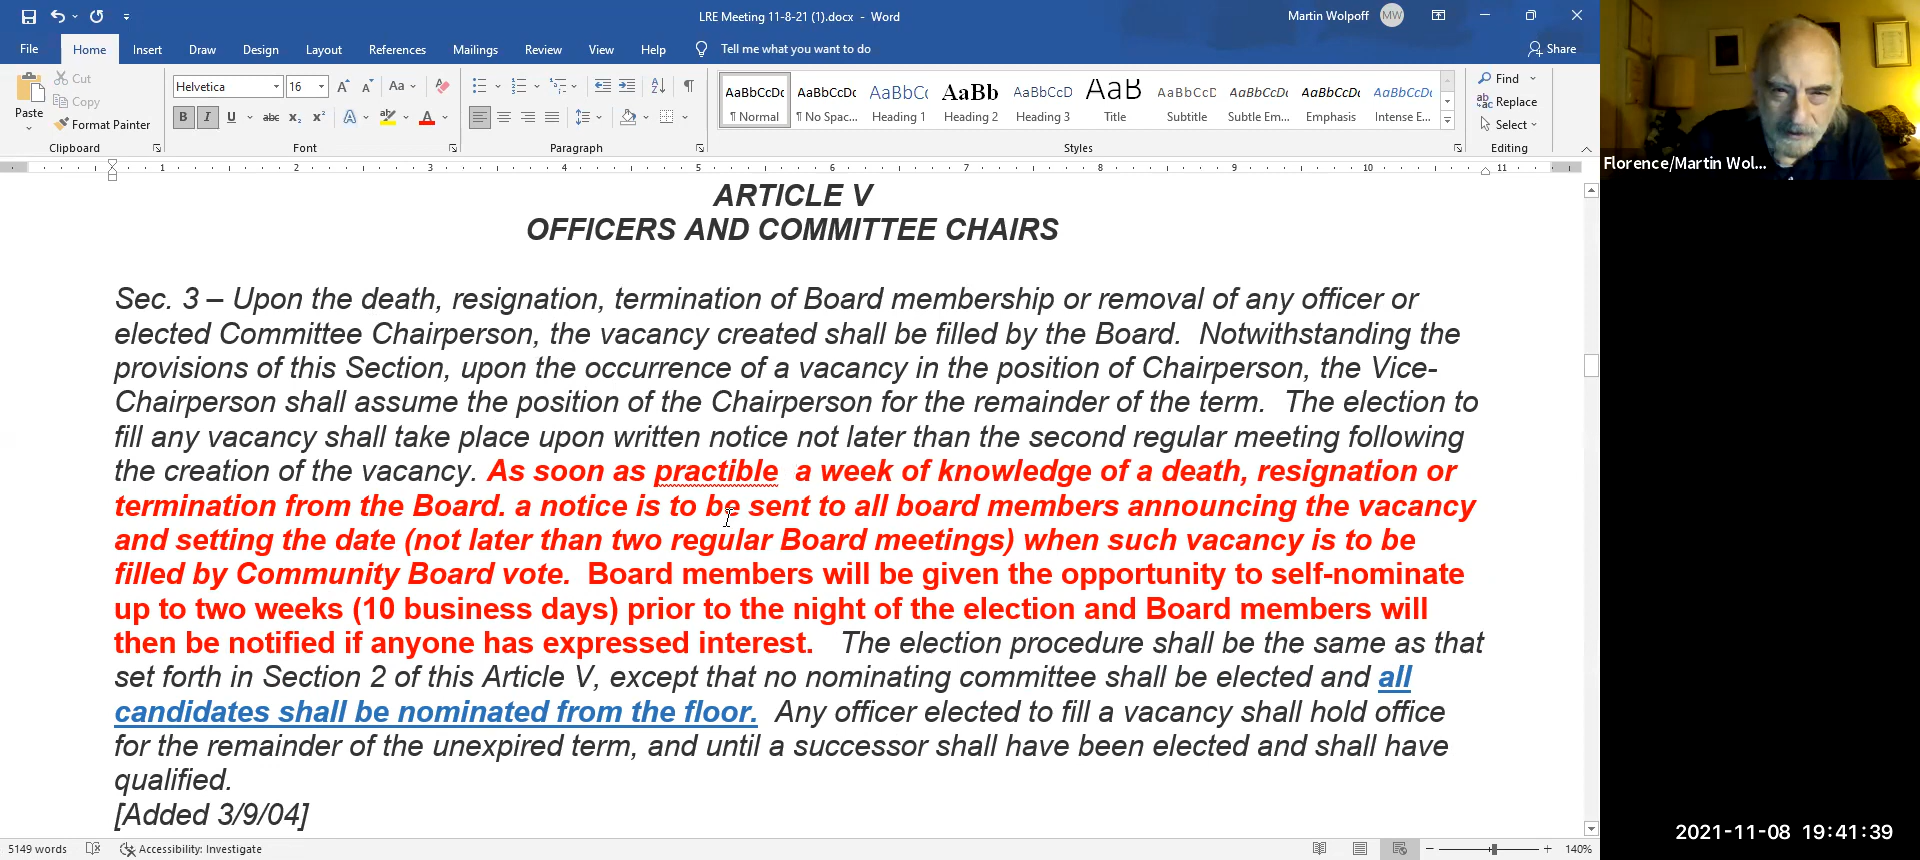 LRE Meeting 11-8-21 (1).docx - Word
Martin Wolpoff MW
File Home Insert Draw Design Layout References Mailings Review View Help Tell me what you want to do Share
Paste Cut Copy Format Painter
Helvetica 16 Aa
AaBbCcDc AaBbCcDc AaBbC AaBb AaBbCcD AaB AaBbCcD AaBbCcDc AaBbCcDc AaBbCcDc
¶ Normal ¶ No Spac... Heading 1 Heading 2 Heading 3 Title Subtitle Subtle Em... Emphasis Intense E...
Find Replace Select
Clipboard Font Paragraph Styles Editing
1 2 3 4 5 6 7 8 9 10 11
ARTICLE V
OFFICERS AND COMMITTEE CHAIRS
Sec. 3 – Upon the death, resignation, termination of Board membership or removal of any officer or
elected Committee Chairperson, the vacancy created shall be filled by the Board.  Notwithstanding the
provisions of this Section, upon the occurrence of a vacancy in the position of Chairperson, the Vice-
Chairperson shall assume the position of the Chairperson for the remainder of the term.  The election to
fill any vacancy shall take place upon written notice not later than the second regular meeting following
the creation of the vacancy. As soon as practible  a week of knowledge of a death, resignation or
termination from the Board. a notice is to be sent to all board members announcing the vacancy
and setting the date (not later than two regular Board meetings) when such vacancy is to be
filled by Community Board vote.  Board members will be given the opportunity to self-nominate
up to two weeks (10 business days) prior to the night of the election and Board members will
then be notified if anyone has expressed interest.   The election procedure shall be the same as that
set forth in Section 2 of this Article V, except that no nominating committee shall be elected and all
candidates shall be nominated from the floor.  Any officer elected to fill a vacancy shall hold office
for the remainder of the unexpired term, and until a successor shall have been elected and shall have
qualified.
[Added 3/9/04]
5149 words Accessibility: Investigate 140%
Florence/Martin Wol...
2021-11-08 19:41:39